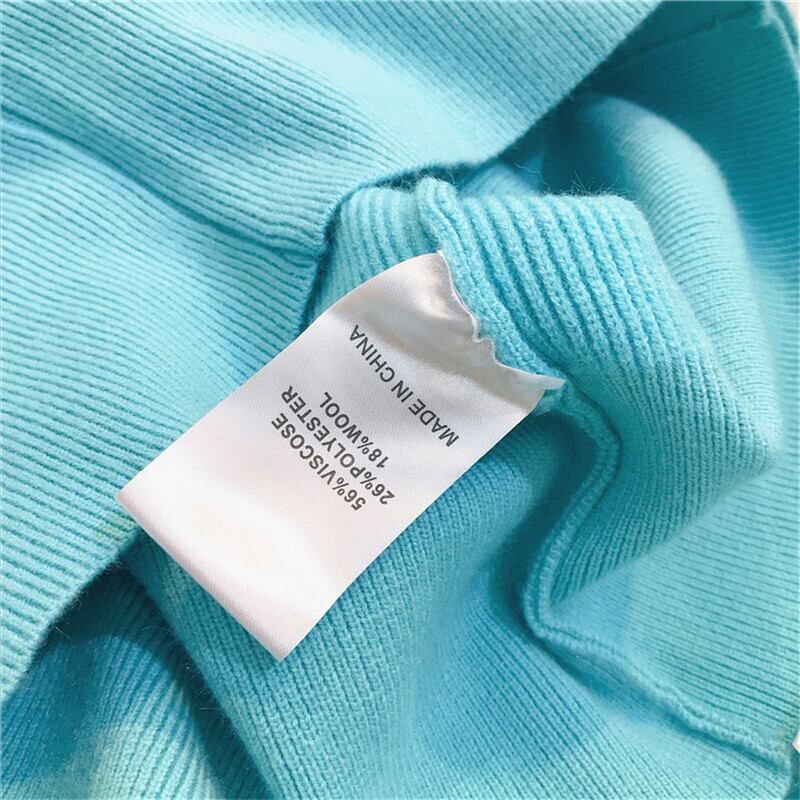 56%VISCOSE
26%POLYESTER
18%WOOL
MADE IN CHINA